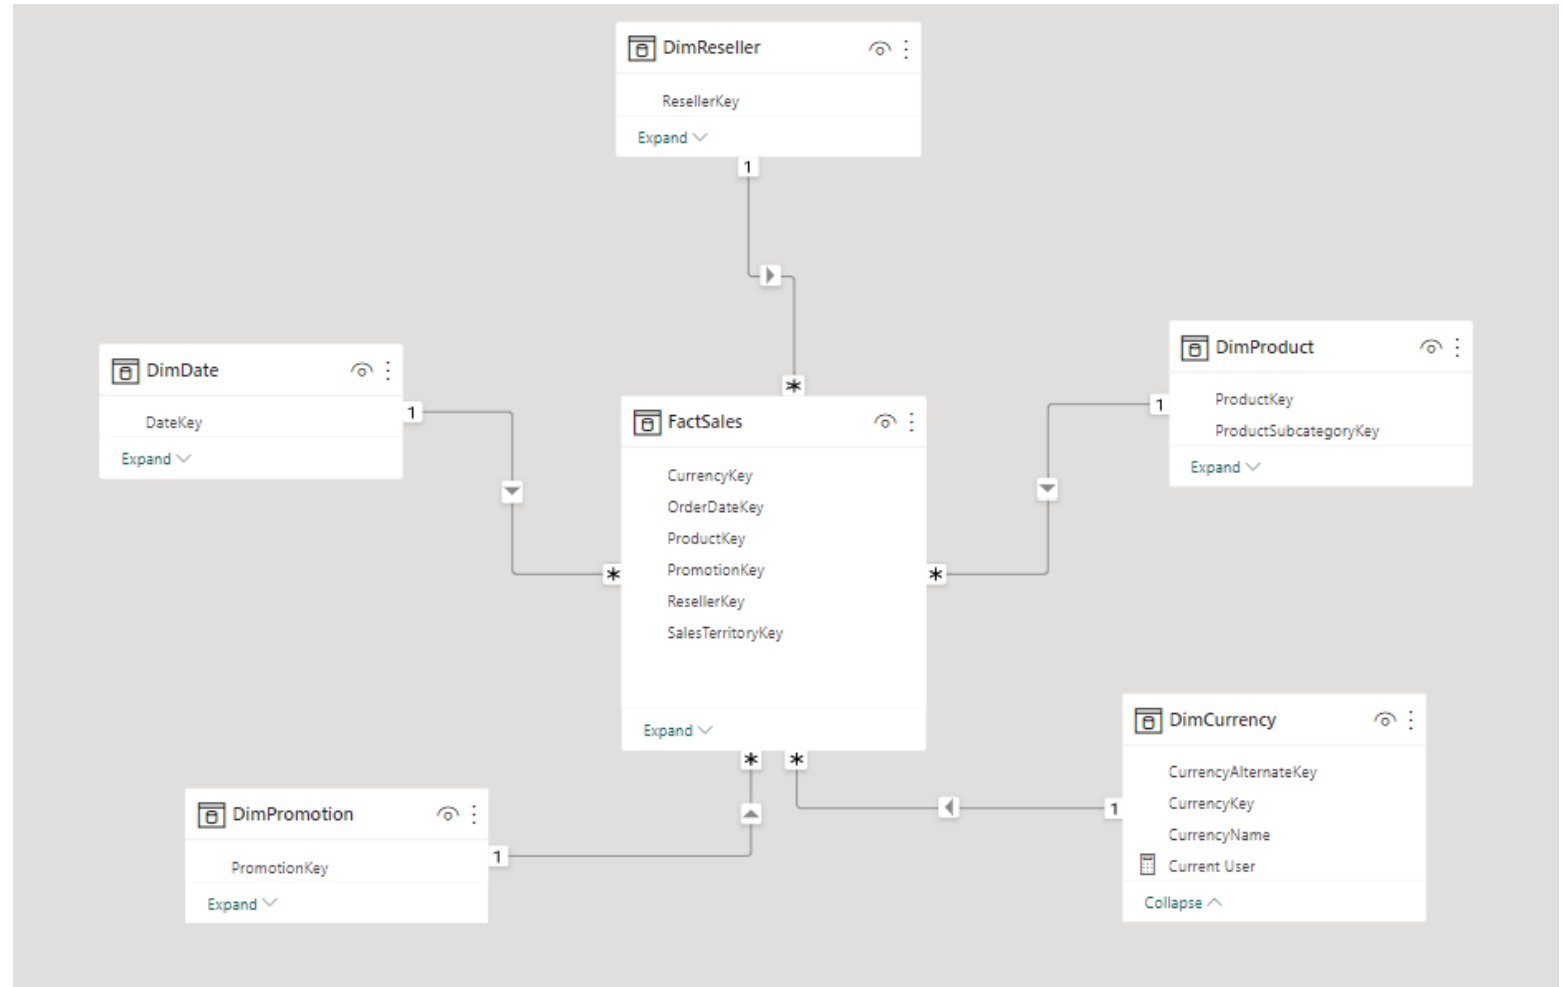 DimReseller
ResellerKey
Expand
1
*
DimDate
DateKey
Expand
1
*
FactSales
CurrencyKey
OrderDateKey
ProductKey
PromotionKey
ResellerKey
SalesTerritoryKey
Expand
DimProduct
ProductKey
ProductSubcategoryKey
Expand
1
*
* *
DimPromotion
PromotionKey
Expand
1
DimCurrency
CurrencyAlternateKey
CurrencyKey
CurrencyName
Current User
Collapse
1